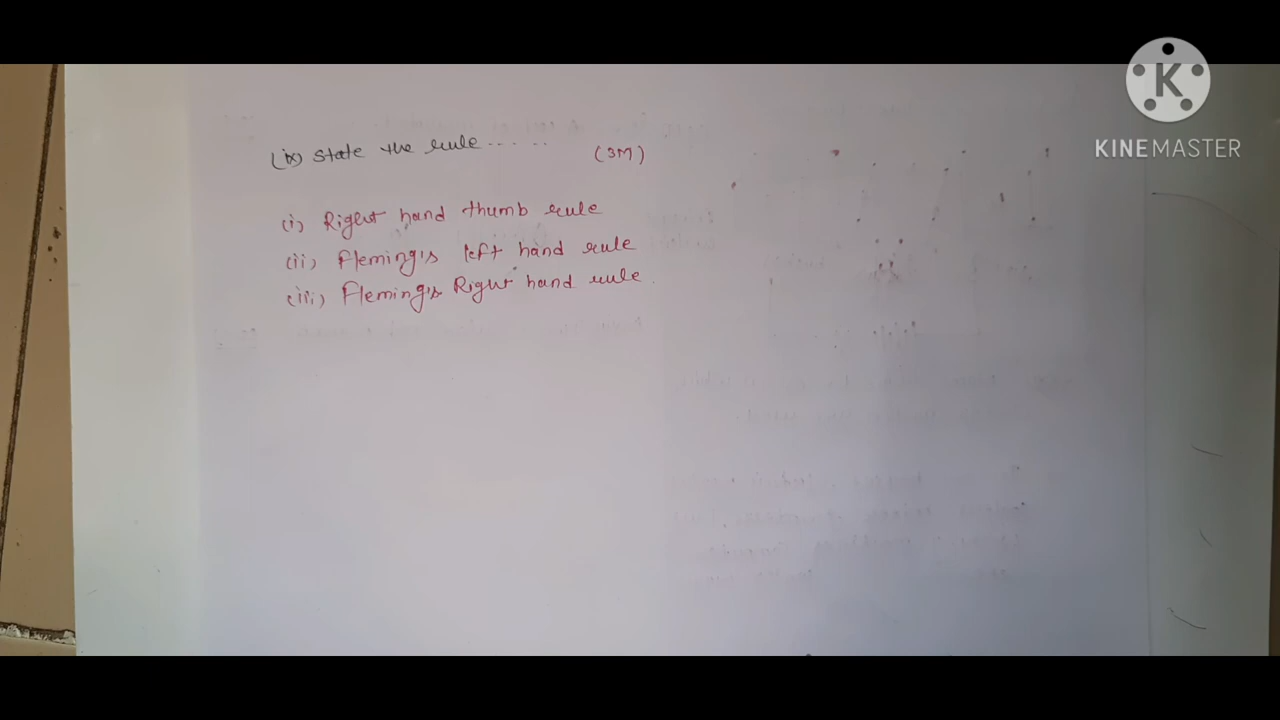 (ix) State the rule......
(3M)
(i) Right hand thumb rule
(ii) Fleming's left hand rule
(iii) Fleming's Right hand rule.
K
KINEMASTER